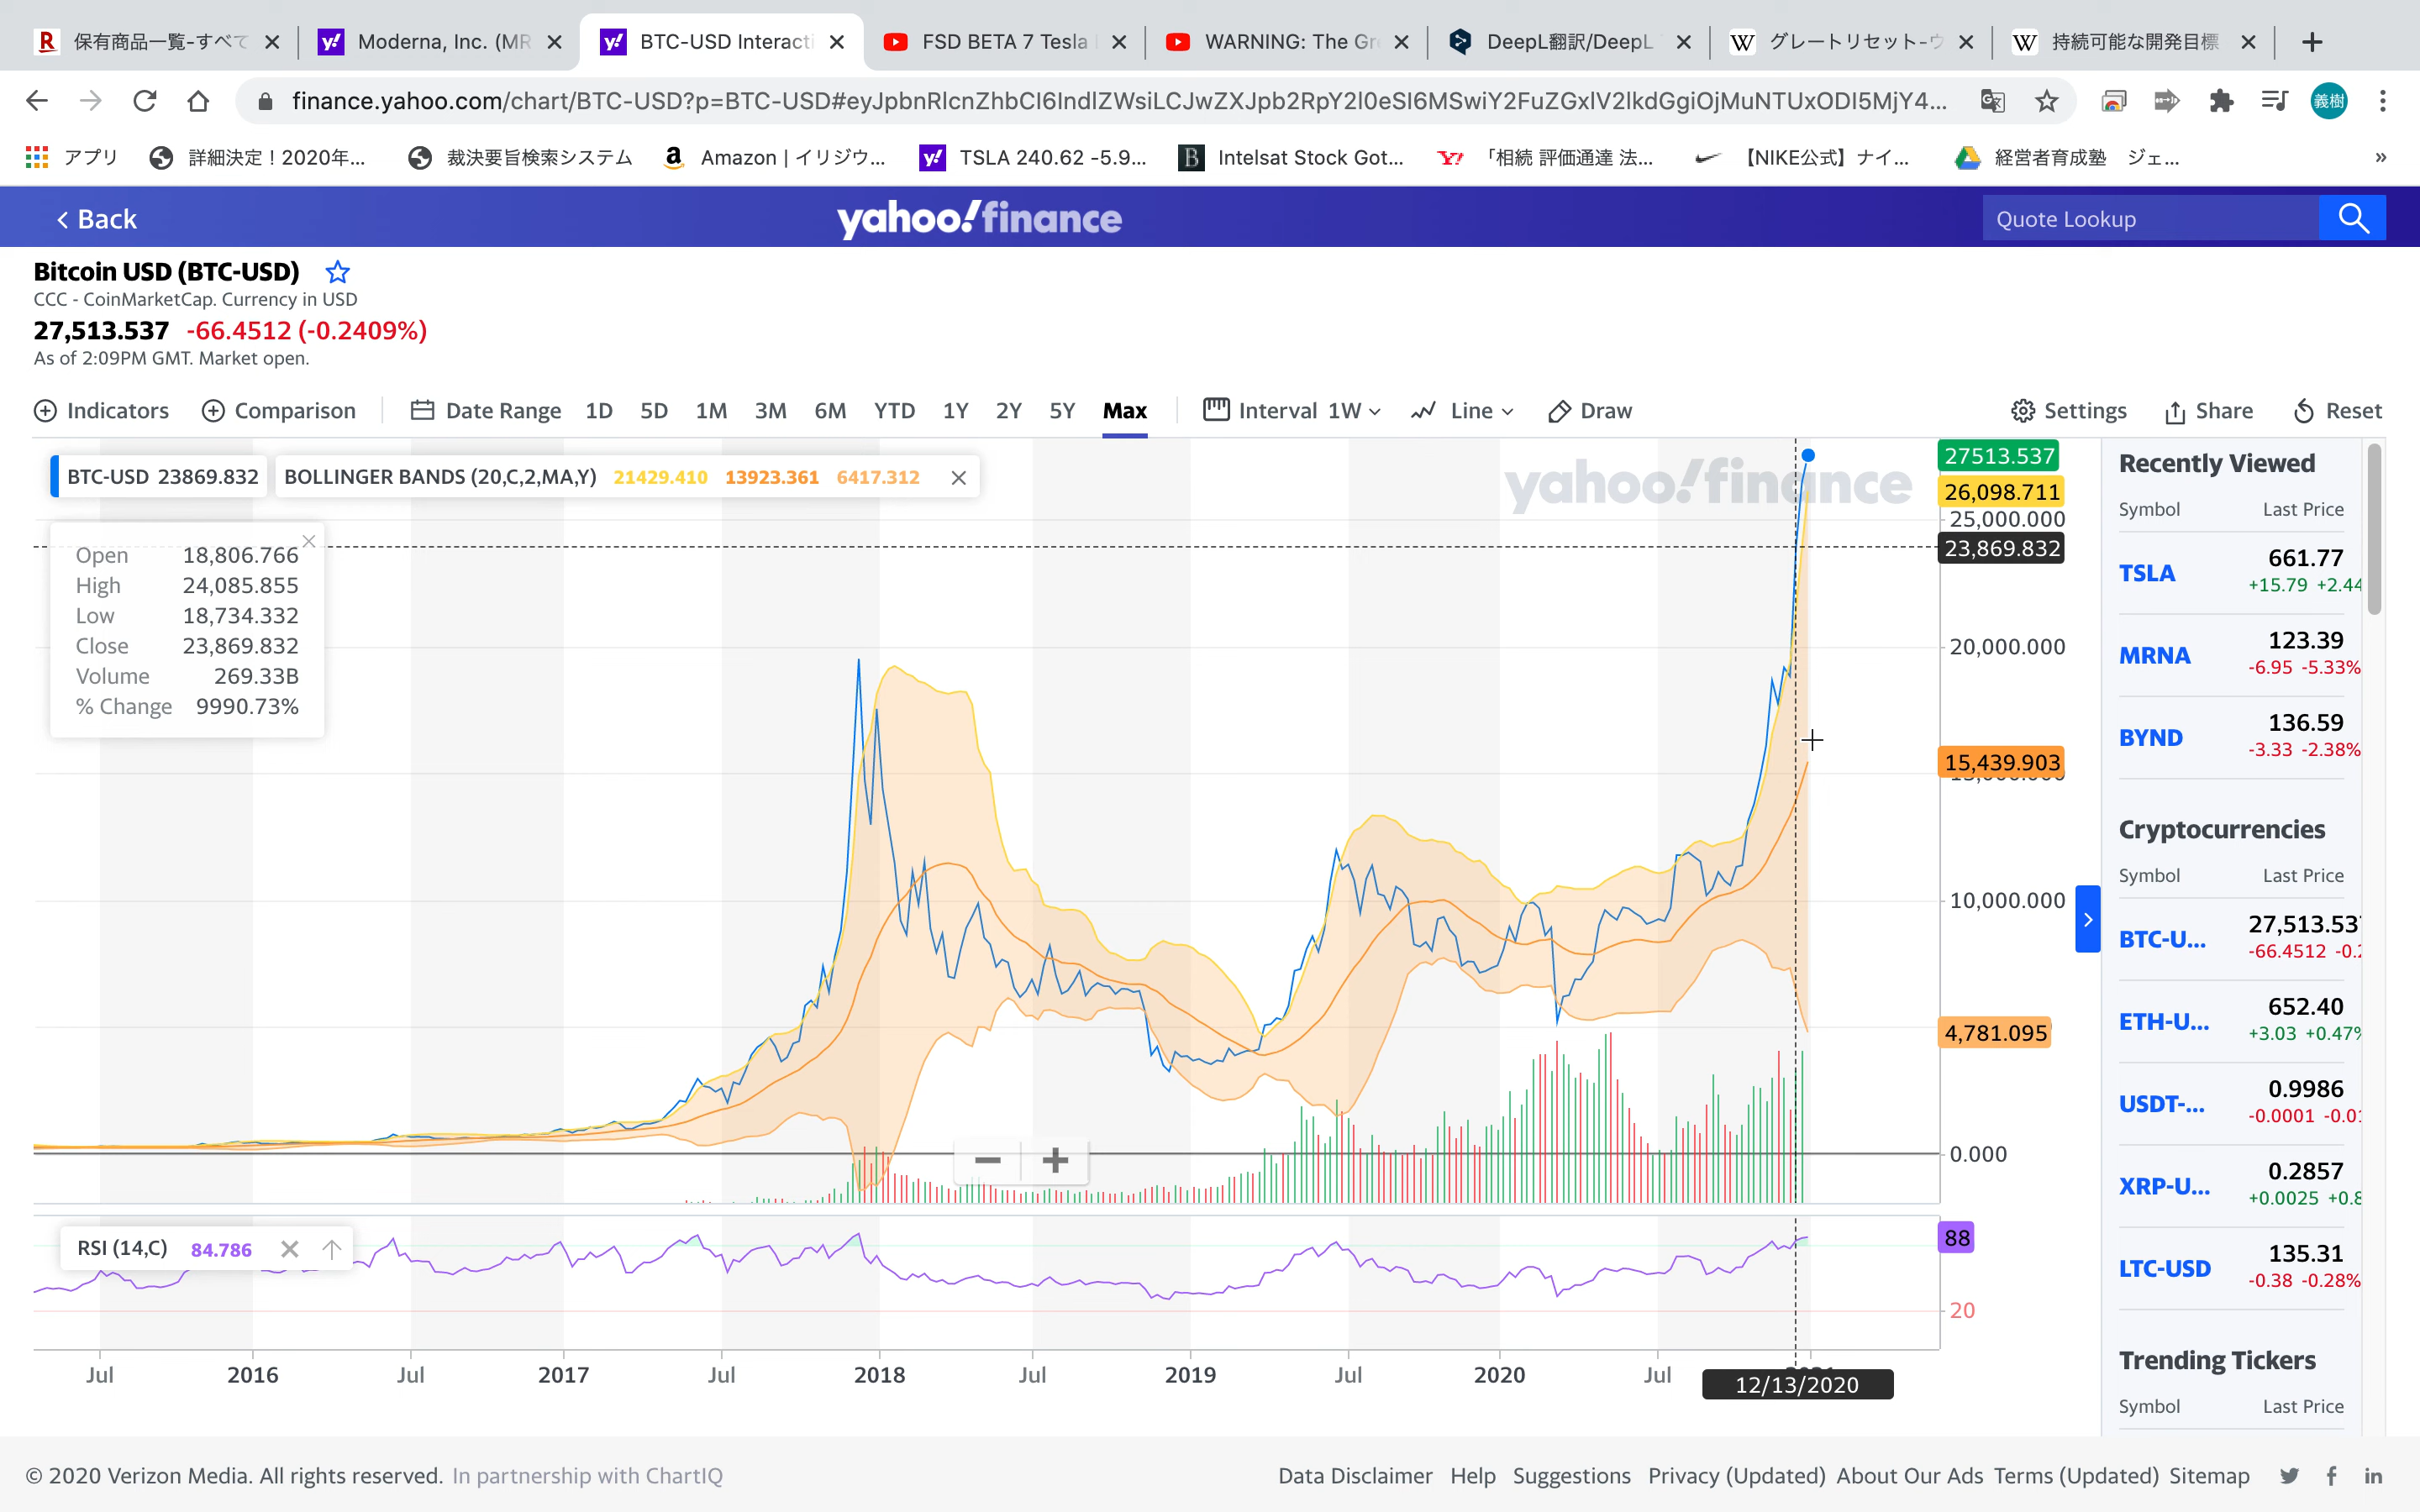 保有商品一覧-すべて
Moderna, Inc. (MR
BTC-USD Interacti
FSD BETA 7 Tesla
WARNING: The Gr
DeepL翻訳/DeepL
グレートリセット-ウ
持続可能な開発目標
finance.yahoo.com/chart/BTC-USD?p=BTC-USD#eyJpbnRlcnZhbCI6IndlZWsiLCJwZXJpb2RpY2l0eSI6MSwiY2FuZGxlV2lkdGgiOjMuNTUxODI5MjY4...
義樹
アプリ
詳細決定！2020年...
裁決要旨検索システム
Amazon | イリジウ...
TSLA 240.62 -5.9...
Intelsat Stock Got...
「相続 評価通達 法...
【NIKE公式】ナイ...
経営者育成塾 ジェ...
»
Back
yahoo!finance
Quote Lookup
Bitcoin USD (BTC-USD)
CCC - CoinMarketCap. Currency in USD
27,513.537 -66.4512 (-0.2409%)
As of 2:09PM GMT. Market open.
Indicators
Comparison
Date Range 1D 5D 1M 3M 6M YTD 1Y 2Y 5Y Max
Interval 1W
Line
Draw
Settings
Share
Reset
BTC-USD 23869.832
BOLLINGER BANDS (20,C,2,MA,Y) 21429.410 13923.361 6417.312
yahoo!finance
Open 18,806.766
High 24,085.855
Low 18,734.332
Close 23,869.832
Volume 269.33B
% Change 9990.73%
27513.537
26,098.711
25,000.000
23,869.832
20,000.000
15,439.903
10,000.000
4,781.095
0.000
RSI (14,C) 84.786
88
20
Jul 2016 Jul 2017 Jul 2018 Jul 2019 Jul 2020 Jul
12/13/2020
Recently Viewed
Symbol Last Price
TSLA 661.77
+15.79 +2.44
MRNA 123.39
-6.95 -5.33%
BYND 136.59
-3.33 -2.38%
Cryptocurrencies
Symbol Last Price
BTC-U... 27,513.53
-66.4512 -0.2
ETH-U... 652.40
+3.03 +0.47%
USDT-... 0.9986
-0.0001 -0.01
XRP-U... 0.2857
+0.0025 +0.8
LTC-USD 135.31
-0.38 -0.28%
Trending Tickers
Symbol Last Price
© 2020 Verizon Media. All rights reserved. In partnership with ChartIQ
Data Disclaimer Help Suggestions Privacy (Updated) About Our Ads Terms (Updated) Sitemap